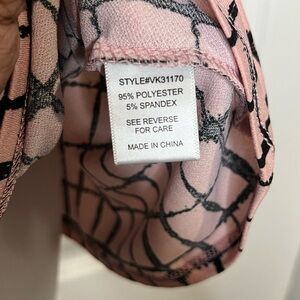 STYLE#VK31170
95% POLYESTER
5% SPANDEX
SEE REVERSE
FOR CARE
MADE IN CHINA